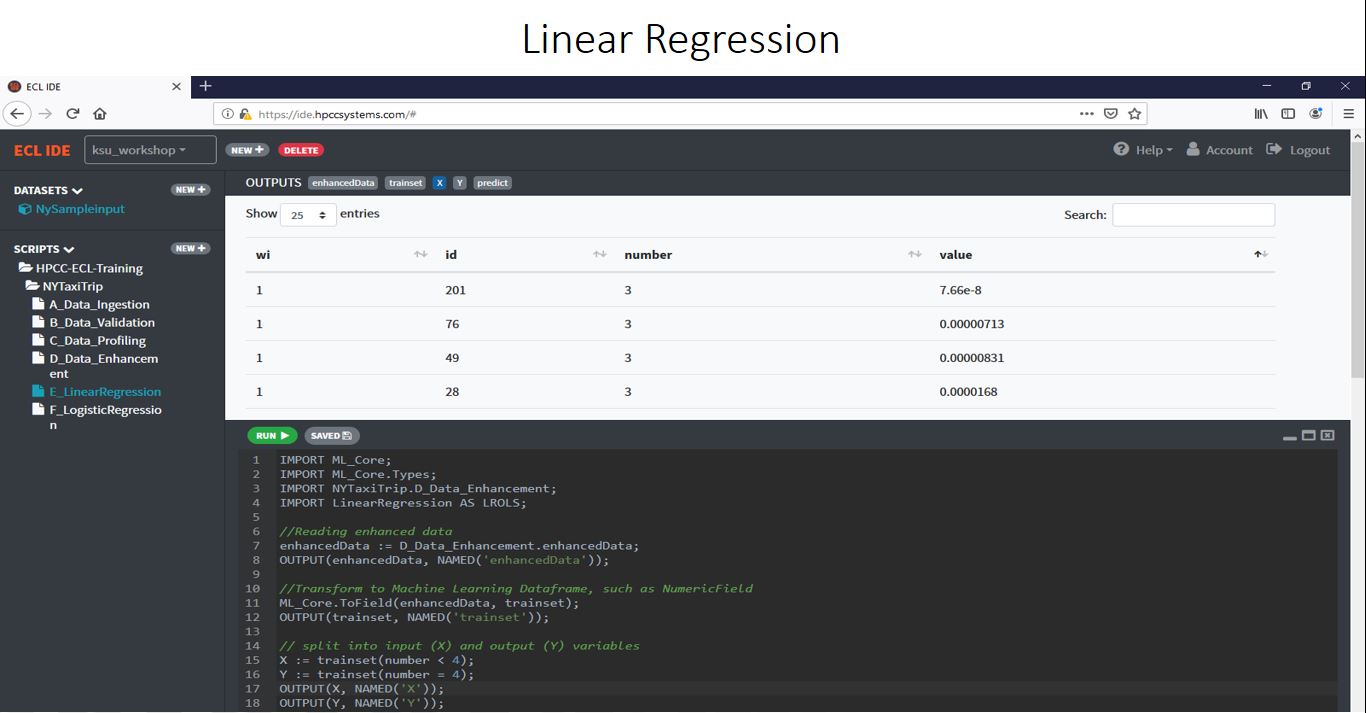 Linear Regression
ECL IDE
https://ide.hpccsystems.com/#
ECL IDE
ksu_workshop
NEW
DELETE
Help
Account
Logout
DATASETS
NEW
NySampleinput
SCRIPTS
NEW
HPCC-ECL-Training
NYTaxiTrip
A_Data_Ingestion
B_Data_Validation
C_Data_Profiling
D_Data_Enhancem
ent
E_LinearRegression
F_LogisticRegressio
n
OUTPUTS enhancedData trainset X Y predict
Show 25 entries
Search:
wi id number value
1 201 3 7.66e-8
1 76 3 0.00000713
1 49 3 0.00000831
1 28 3 0.0000168
RUN SAVED
1 IMPORT ML_Core;
2 IMPORT ML_Core.Types;
3 IMPORT NYTaxiTrip.D_Data_Enhancement;
4 IMPORT LinearRegression AS LROLS;
5
6 //Reading enhanced data
7 enhancedData := D_Data_Enhancement.enhancedData;
8 OUTPUT(enhancedData, NAMED('enhancedData'));
9
10 //Transform to Machine Learning Dataframe, such as NumericField
11 ML_Core.ToField(enhancedData, trainset);
12 OUTPUT(trainset, NAMED('trainset'));
13
14 // split into input (X) and output (Y) variables
15 X := trainset(number < 4);
16 Y := trainset(number = 4);
17 OUTPUT(X, NAMED('X'));
18 OUTPUT(Y, NAMED('Y'));